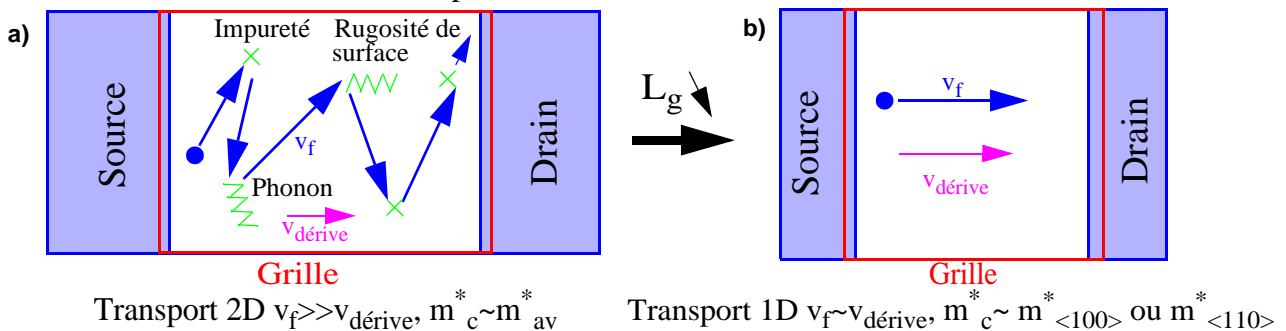 a)
Impureté
Rugosité de
surface
Source
v_f
Phonon
v_dérive
Drain
Grille
Transport 2D v_f>>v_dérive, m*_c~m*_av
L_g
b)
Source
v_f
v_dérive
Drain
Grille
Transport 1D v_f~v_dérive, m*_c~ m*_<100> ou m*_<110>